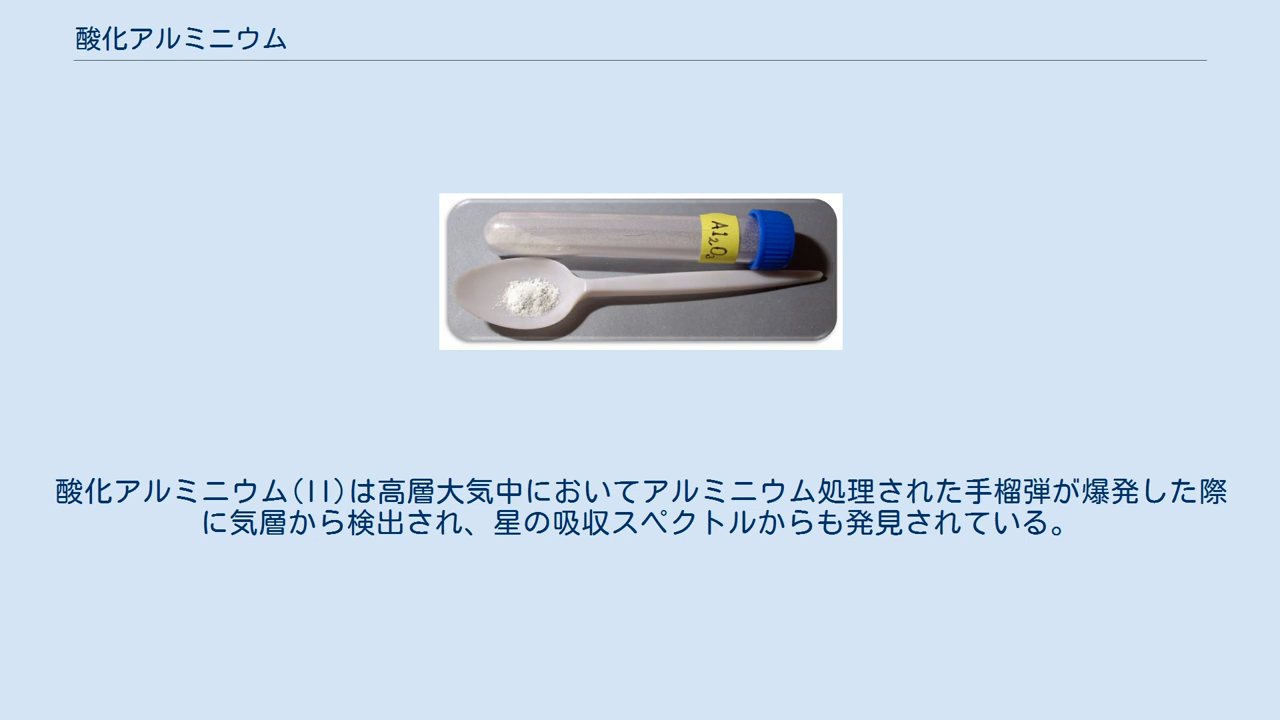 酸化アルミニウム
Al₂O₃
酸化アルミニウム(II)は高層大気中においてアルミニウム処理された手榴弾が爆発した際
に気層から検出され、星の吸収スペクトルからも発見されている。